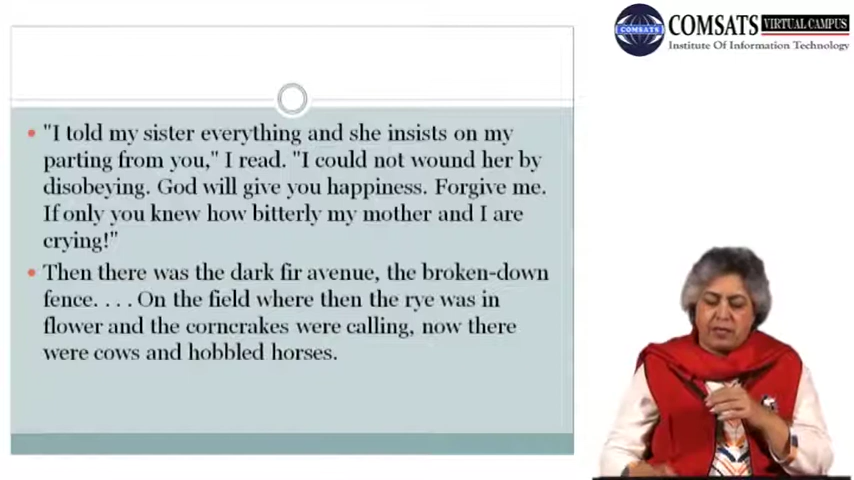 COMSATS VIRTUAL CAMPUS
COMSATS
Institute Of Information Technology
• "I told my sister everything and she insists on my
parting from you," I read. "I could not wound her by
disobeying. God will give you happiness. Forgive me.
If only you knew how bitterly my mother and I are
crying!"
• Then there was the dark fir avenue, the broken-down
fence. . . . On the field where then the rye was in
flower and the corncrakes were calling, now there
were cows and hobbled horses.